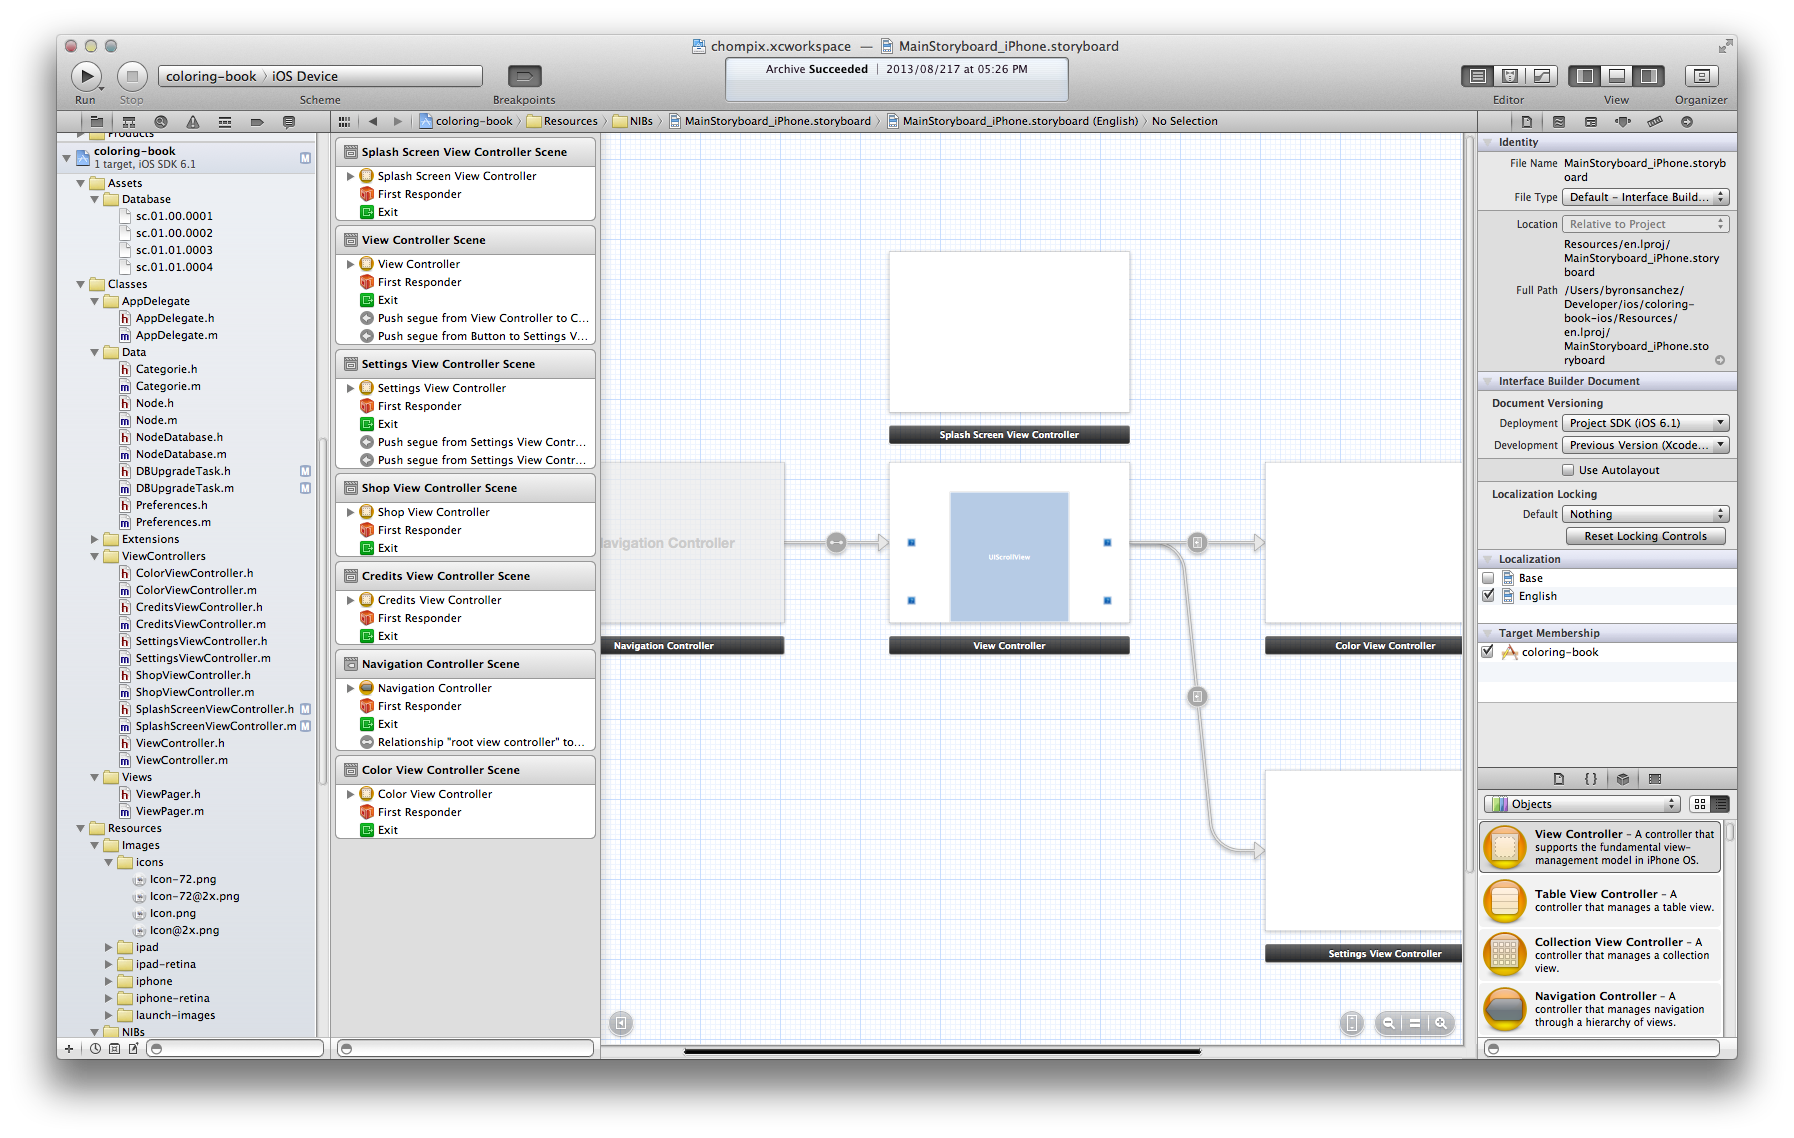 chompix.xcworkspace — MainStoryboard_iPhone.storyboard
coloring-book › iOS Device
Archive Succeeded | 2013/08/217 at 05:26 PM
Run
Stop
Scheme
Breakpoints
Editor
View
Organizer
coloring-book › Resources › NIBs › MainStoryboard_iPhone.storyboard › MainStoryboard_iPhone.storyboard (English) › No Selection
Products
coloring-book
M
1 target, iOS SDK 6.1
Assets
Database
sc.01.00.0001
sc.01.00.0002
sc.01.01.0003
sc.01.01.0004
Classes
AppDelegate
h AppDelegate.h
m AppDelegate.m
Data
h Categorie.h
m Categorie.m
h Node.h
m Node.m
h NodeDatabase.h
m NodeDatabase.m
h DBUpgradeTask.h M
m DBUpgradeTask.m M
h Preferences.h
m Preferences.m
Extensions
ViewControllers
h ColorViewController.h
m ColorViewController.m
h CreditsViewController.h
m CreditsViewController.m
h SettingsViewController.h
m SettingsViewController.m
h ShopViewController.h
m ShopViewController.m
h SplashScreenViewController.h M
m SplashScreenViewController.m M
h ViewController.h
m ViewController.m
Views
h ViewPager.h
m ViewPager.m
Resources
Images
icons
Icon-72.png
Icon-72@2x.png
Icon.png
Icon@2x.png
ipad
ipad-retina
iphone
iphone-retina
launch-images
NIBs
Splash Screen View Controller Scene
Splash Screen View Controller
First Responder
Exit
View Controller Scene
View Controller
First Responder
Exit
Push segue from View Controller to C...
Push segue from Button to Settings V...
Settings View Controller Scene
Settings View Controller
First Responder
Exit
Push segue from Settings View Contr...
Push segue from Settings View Contr...
Shop View Controller Scene
Shop View Controller
First Responder
Exit
Credits View Controller Scene
Credits View Controller
First Responder
Exit
Navigation Controller Scene
Navigation Controller
First Responder
Exit
Relationship "root view controller" to...
Color View Controller Scene
Color View Controller
First Responder
Exit
Splash Screen View Controller
avigation Controller
Navigation Controller
UIScrollView
View Controller
Color View Controller
Settings View Controller
Identity
File Name MainStoryboard_iPhone.storyb
oard
File Type Default - Interface Build...
Location Relative to Project
Resources/en.lproj/
MainStoryboard_iPhone.story
board
Full Path /Users/byronsanchez/
Developer/ios/coloring-
book-ios/Resources/
en.lproj/
MainStoryboard_iPhone.sto
ryboard
Interface Builder Document
Document Versioning
Deployment Project SDK (iOS 6.1)
Development Previous Version (Xcode...
Use Autolayout
Localization Locking
Default Nothing
Reset Locking Controls
Localization
Base
English
Target Membership
coloring-book
{ }
Objects
View Controller - A controller that
supports the fundamental view-
management model in iPhone OS.
Table View Controller - A
controller that manages a table view.
Collection View Controller - A
controller that manages a collection
view.
Navigation Controller - A
controller that manages navigation
through a hierarchy of views.